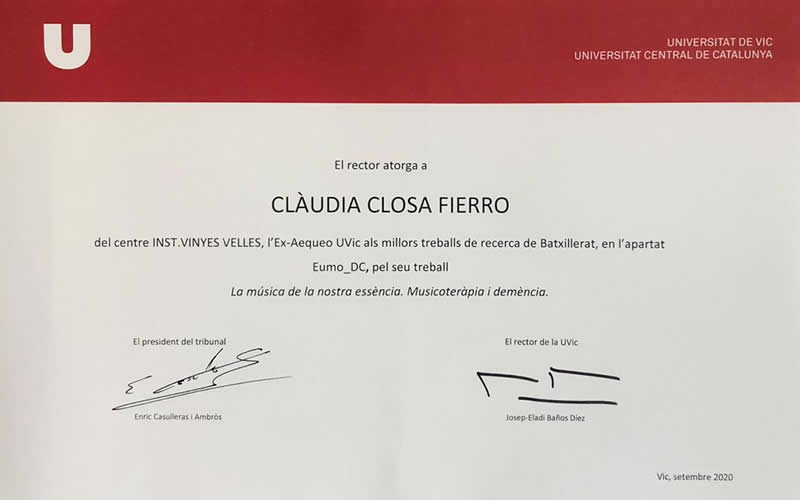 U
UNIVERSITAT DE VIC
UNIVERSITAT CENTRAL DE CATALUNYA
El rector atorga a
CLÀUDIA CLOSA FIERRO
del centre INST.VINYES VELLES, l'Ex-Aequeo UVic als millors treballs de recerca de Batxillerat, en l'apartat
Eumo_DC, pel seu treball
La música de la nostra essència. Musicoteràpia i demència.
El president del tribunal
El rector de la UVic
Enric Casulleras i Ambrós
Josep-Eladi Baños Díez
Vic, setembre 2020